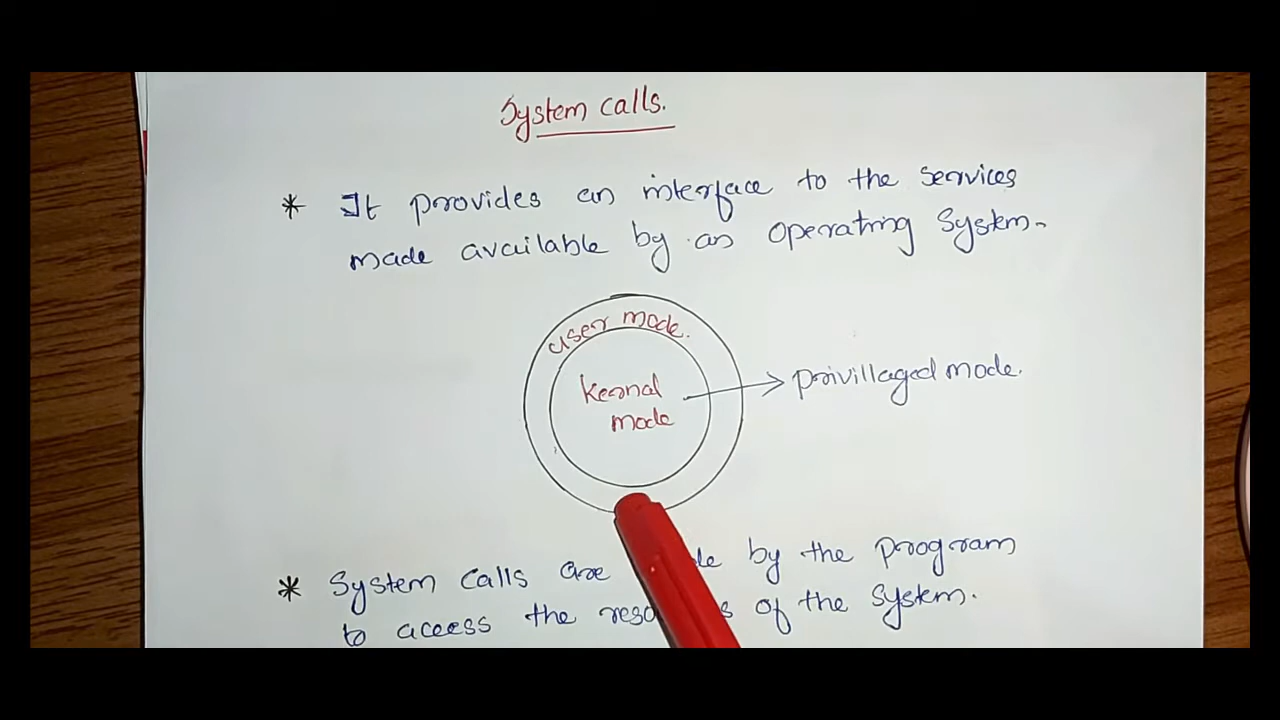 System calls.
* It provides an interface to the services
made available by an operating system.
user mode.
kernal
mode
privillaged mode.
* System calls are by the program
to access the of the system.